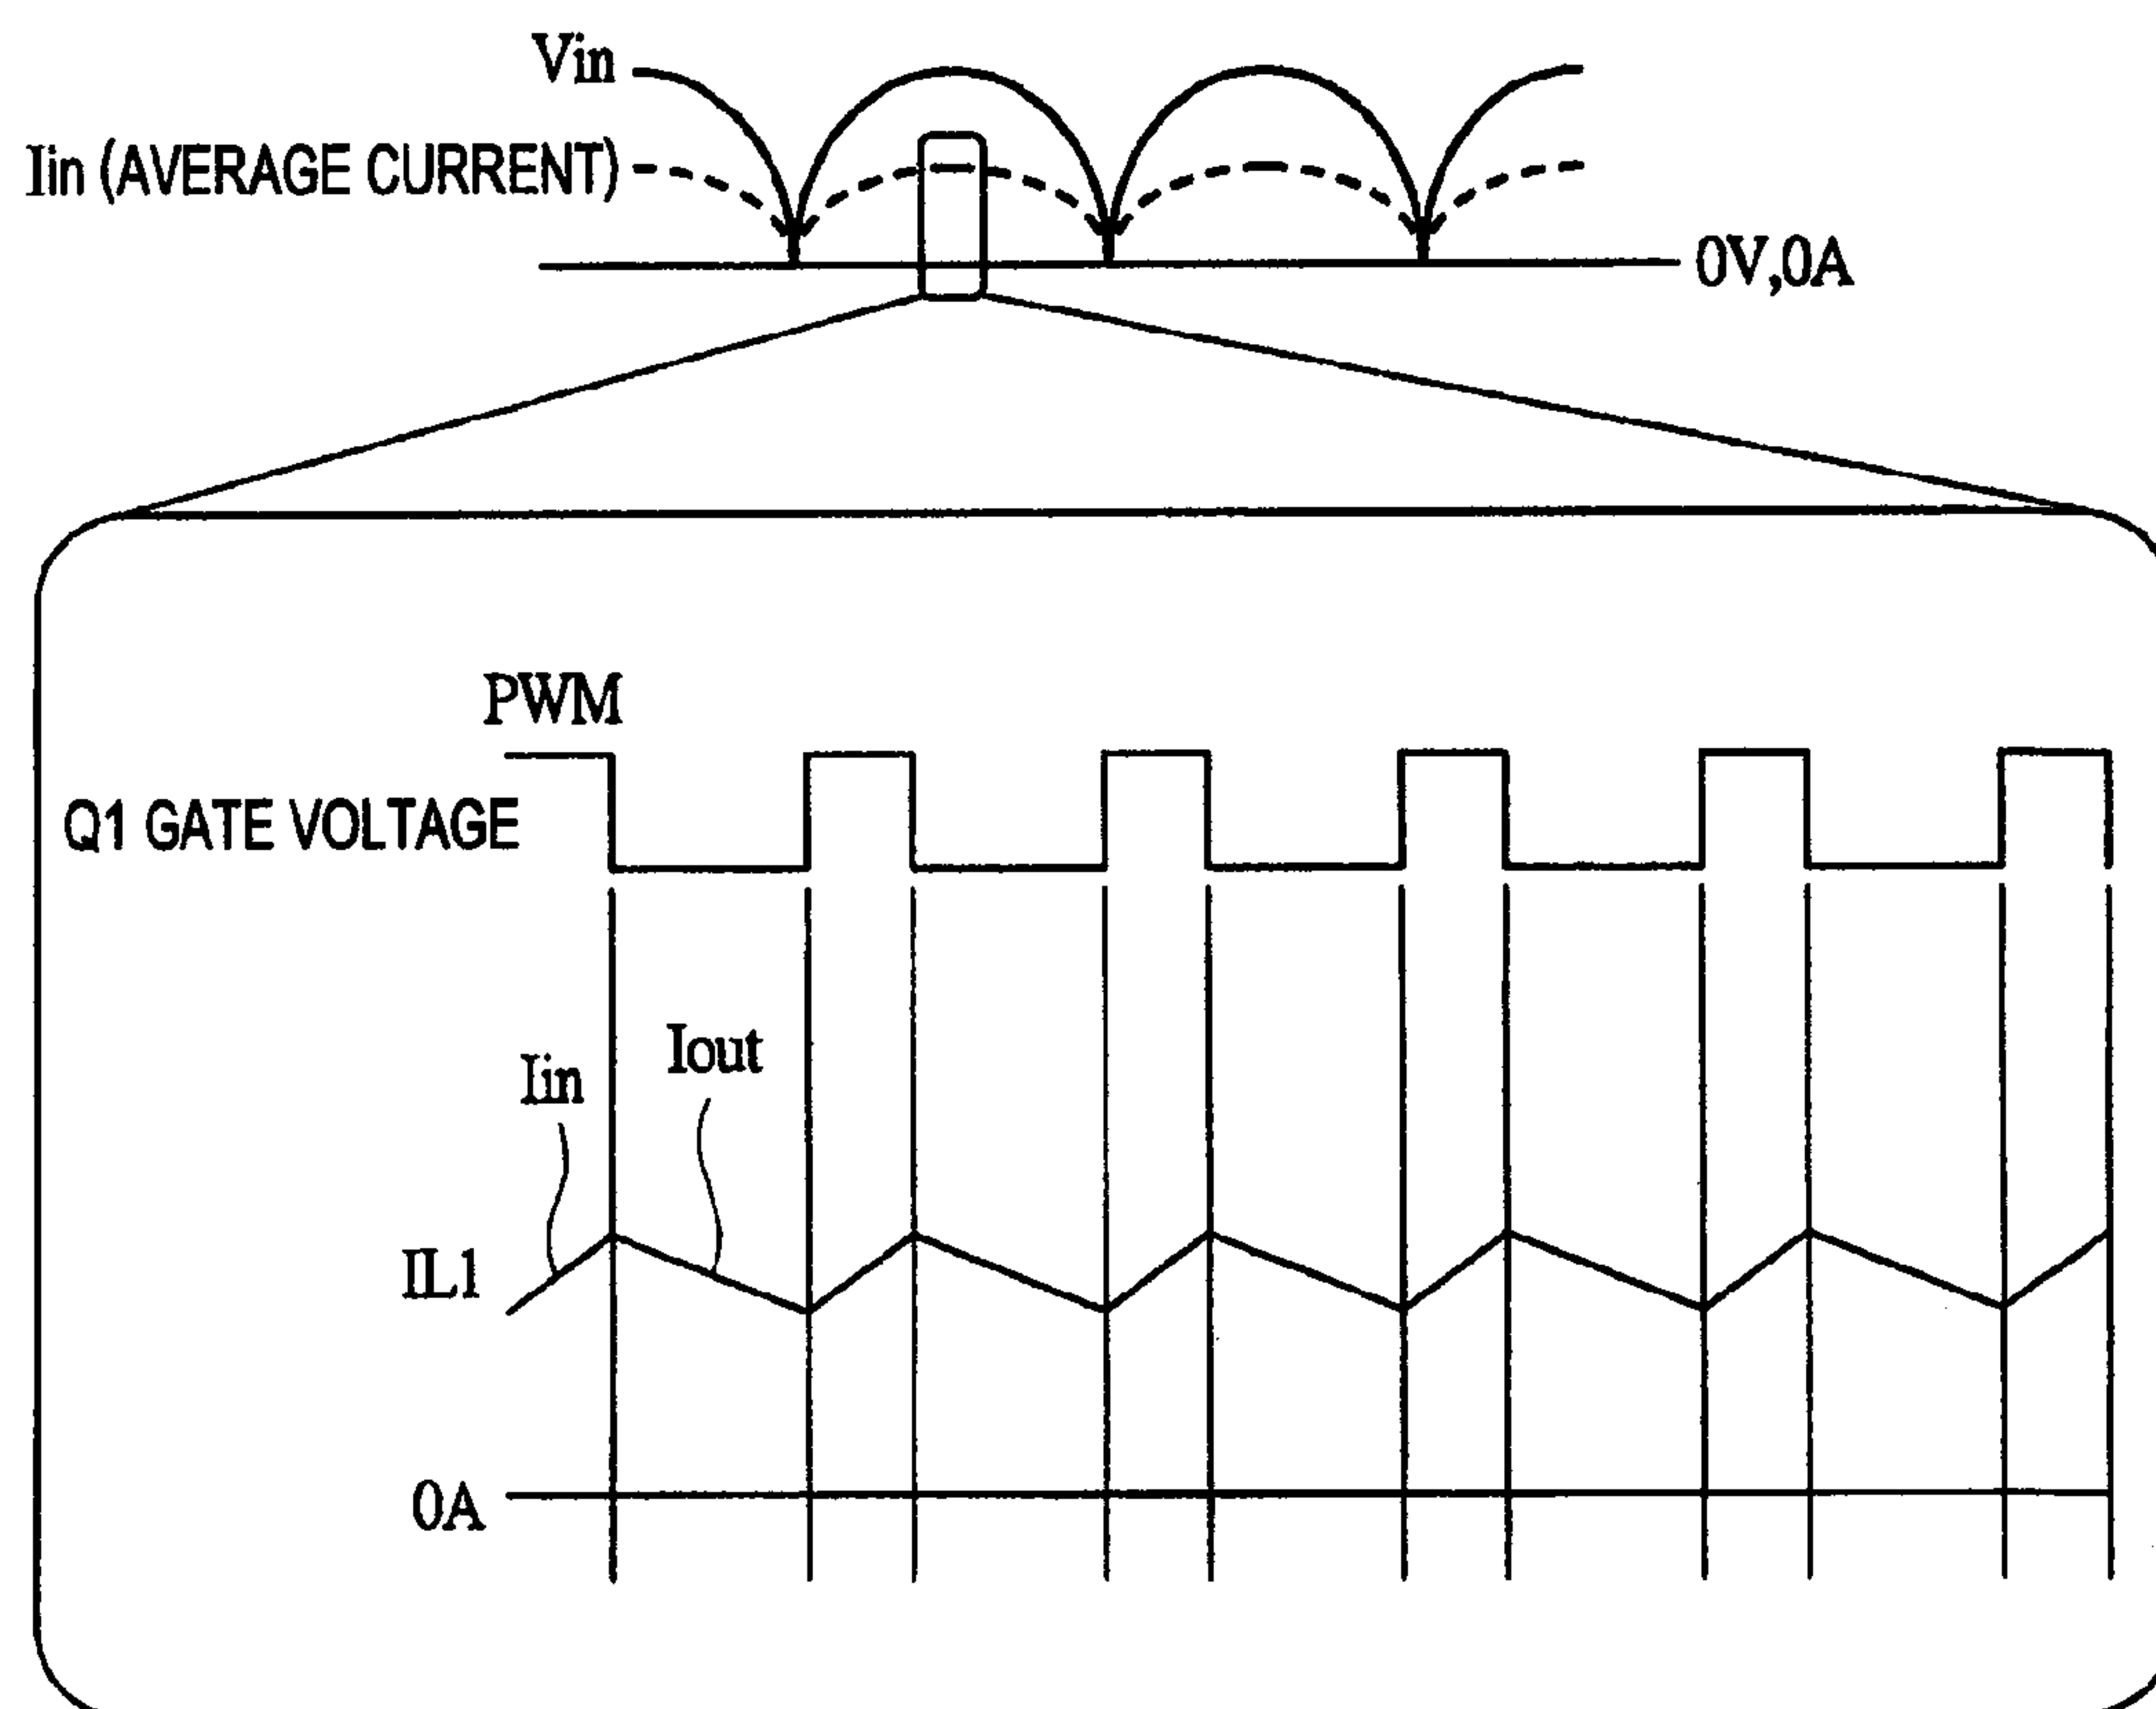 Vin
Iin (AVERAGE CURRENT)
0V,0A
PWM
Q1 GATE VOLTAGE
Iin
Iout
IL1
0A